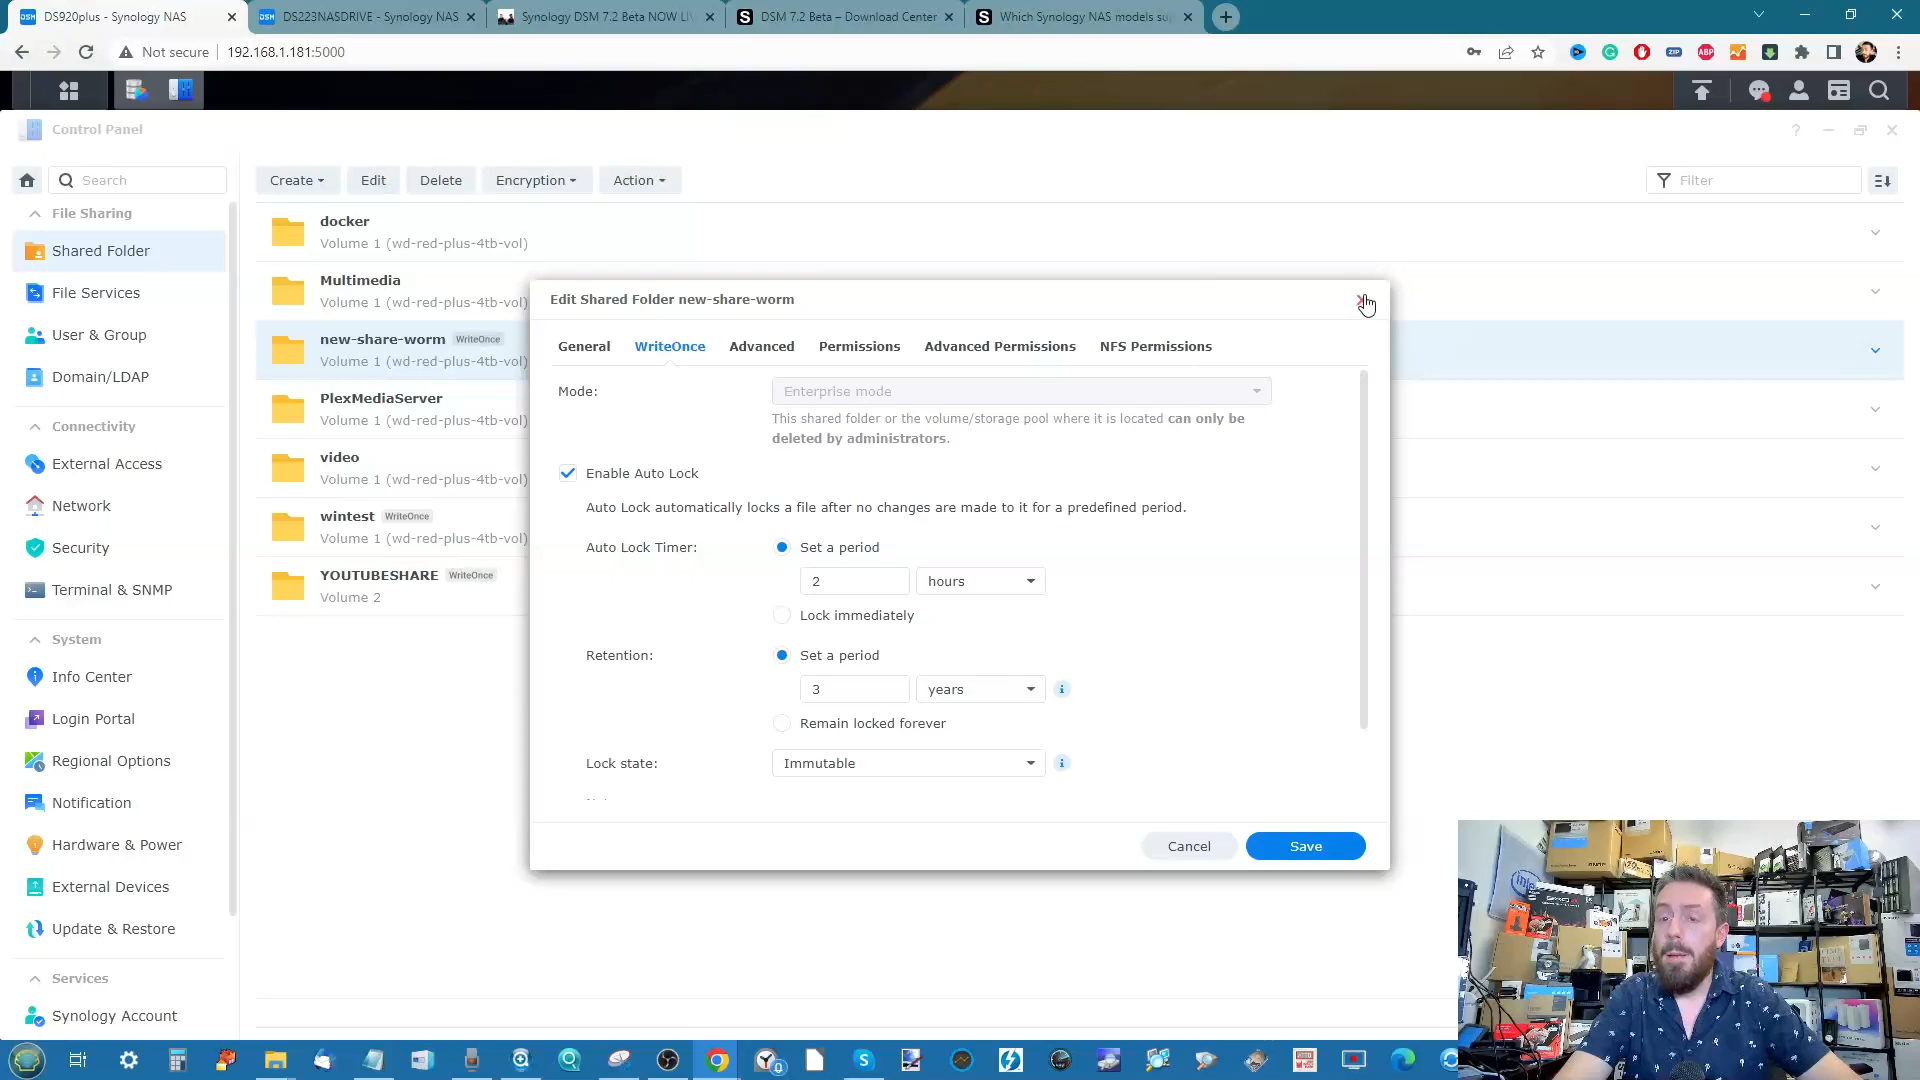 DS920plus - Synology NAS
DS223NASDRIVE - Synology NAS
Synology DSM 7.2 Beta NOW LI
DSM 7.2 Beta – Download Center
Which Synology NAS models su
Not secure
192.168.1.181:5000
Control Panel
Search
Create
Edit
Delete
Encryption
Action
Filter
File Sharing
Shared Folder
File Services
User & Group
Domain/LDAP
Connectivity
External Access
Network
Security
Terminal & SNMP
System
Info Center
Login Portal
Regional Options
Notification
Hardware & Power
External Devices
Update & Restore
Services
Synology Account
docker
Volume 1 (wd-red-plus-4tb-vol)
Multimedia
Volume 1 (wd-red-plus-4tb-vol)
new-share-worm WriteOnce
Volume 1 (wd-red-plus-4tb-vol)
PlexMediaServer
Volume 1 (wd-red-plus-4tb-vol)
video
Volume 1 (wd-red-plus-4tb-vol)
wintest WriteOnce
Volume 1 (wd-red-plus-4tb-vol)
YOUTUBESHARE WriteOnce
Volume 2
Edit Shared Folder new-share-worm
General WriteOnce Advanced Permissions Advanced Permissions NFS Permissions
Mode: Enterprise mode
This shared folder or the volume/storage pool where it is located can only be
deleted by administrators.
Enable Auto Lock
Auto Lock automatically locks a file after no changes are made to it for a predefined period.
Auto Lock Timer: Set a period
2 hours
Lock immediately
Retention: Set a period
3 years
Remain locked forever
Lock state: Immutable
Cancel Save